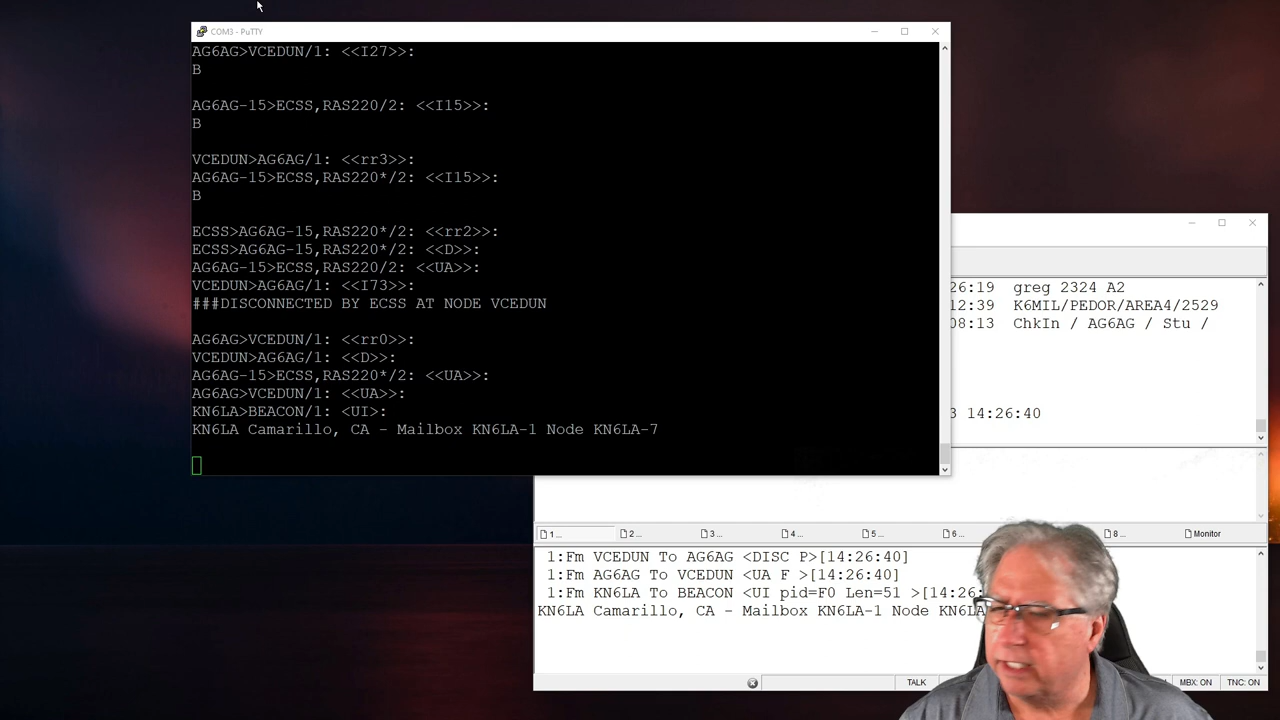 COM3 - PuTTY
AG6AG>VCEDUN/1: <<I27>>:
B
AG6AG-15>ECSS,RAS220/2: <<I15>>:
B
VCEDUN>AG6AG/1: <<rr3>>:
AG6AG-15>ECSS,RAS220*/2: <<I15>>:
B
ECSS>AG6AG-15,RAS220*/2: <<rr2>>:
ECSS>AG6AG-15,RAS220*/2: <<D>>:
AG6AG-15>ECSS,RAS220/2: <<UA>>:
VCEDUN>AG6AG/1: <<I73>>:
###DISCONNECTED BY ECSS AT NODE VCEDUN
AG6AG>VCEDUN/1: <<rr0>>:
VCEDUN>AG6AG/1: <<D>>:
AG6AG-15>ECSS,RAS220*/2: <<UA>>:
AG6AG>VCEDUN/1: <<UA>>:
KN6LA>BEACON/1: <UI>:
KN6LA Camarillo, CA - Mailbox KN6LA-1 Node KN6LA-7
26:19 greg 2324 A2
12:39 K6MIL/PEDOR/AREA4/2529
08:13 ChkIn / AG6AG / Stu /
3 14:26:40
1... 2... 3... 4... 5... 6... 8... Monitor
1:Fm VCEDUN To AG6AG <DISC P>[14:26:40]
1:Fm AG6AG To VCEDUN <UA F >[14:26:40]
1:Fm KN6LA To BEACON <UI pid=F0 Len=51 >[14:26:
KN6LA Camarillo, CA - Mailbox KN6LA-1 Node KN6LA
TALK MBX: ON TNC: ON